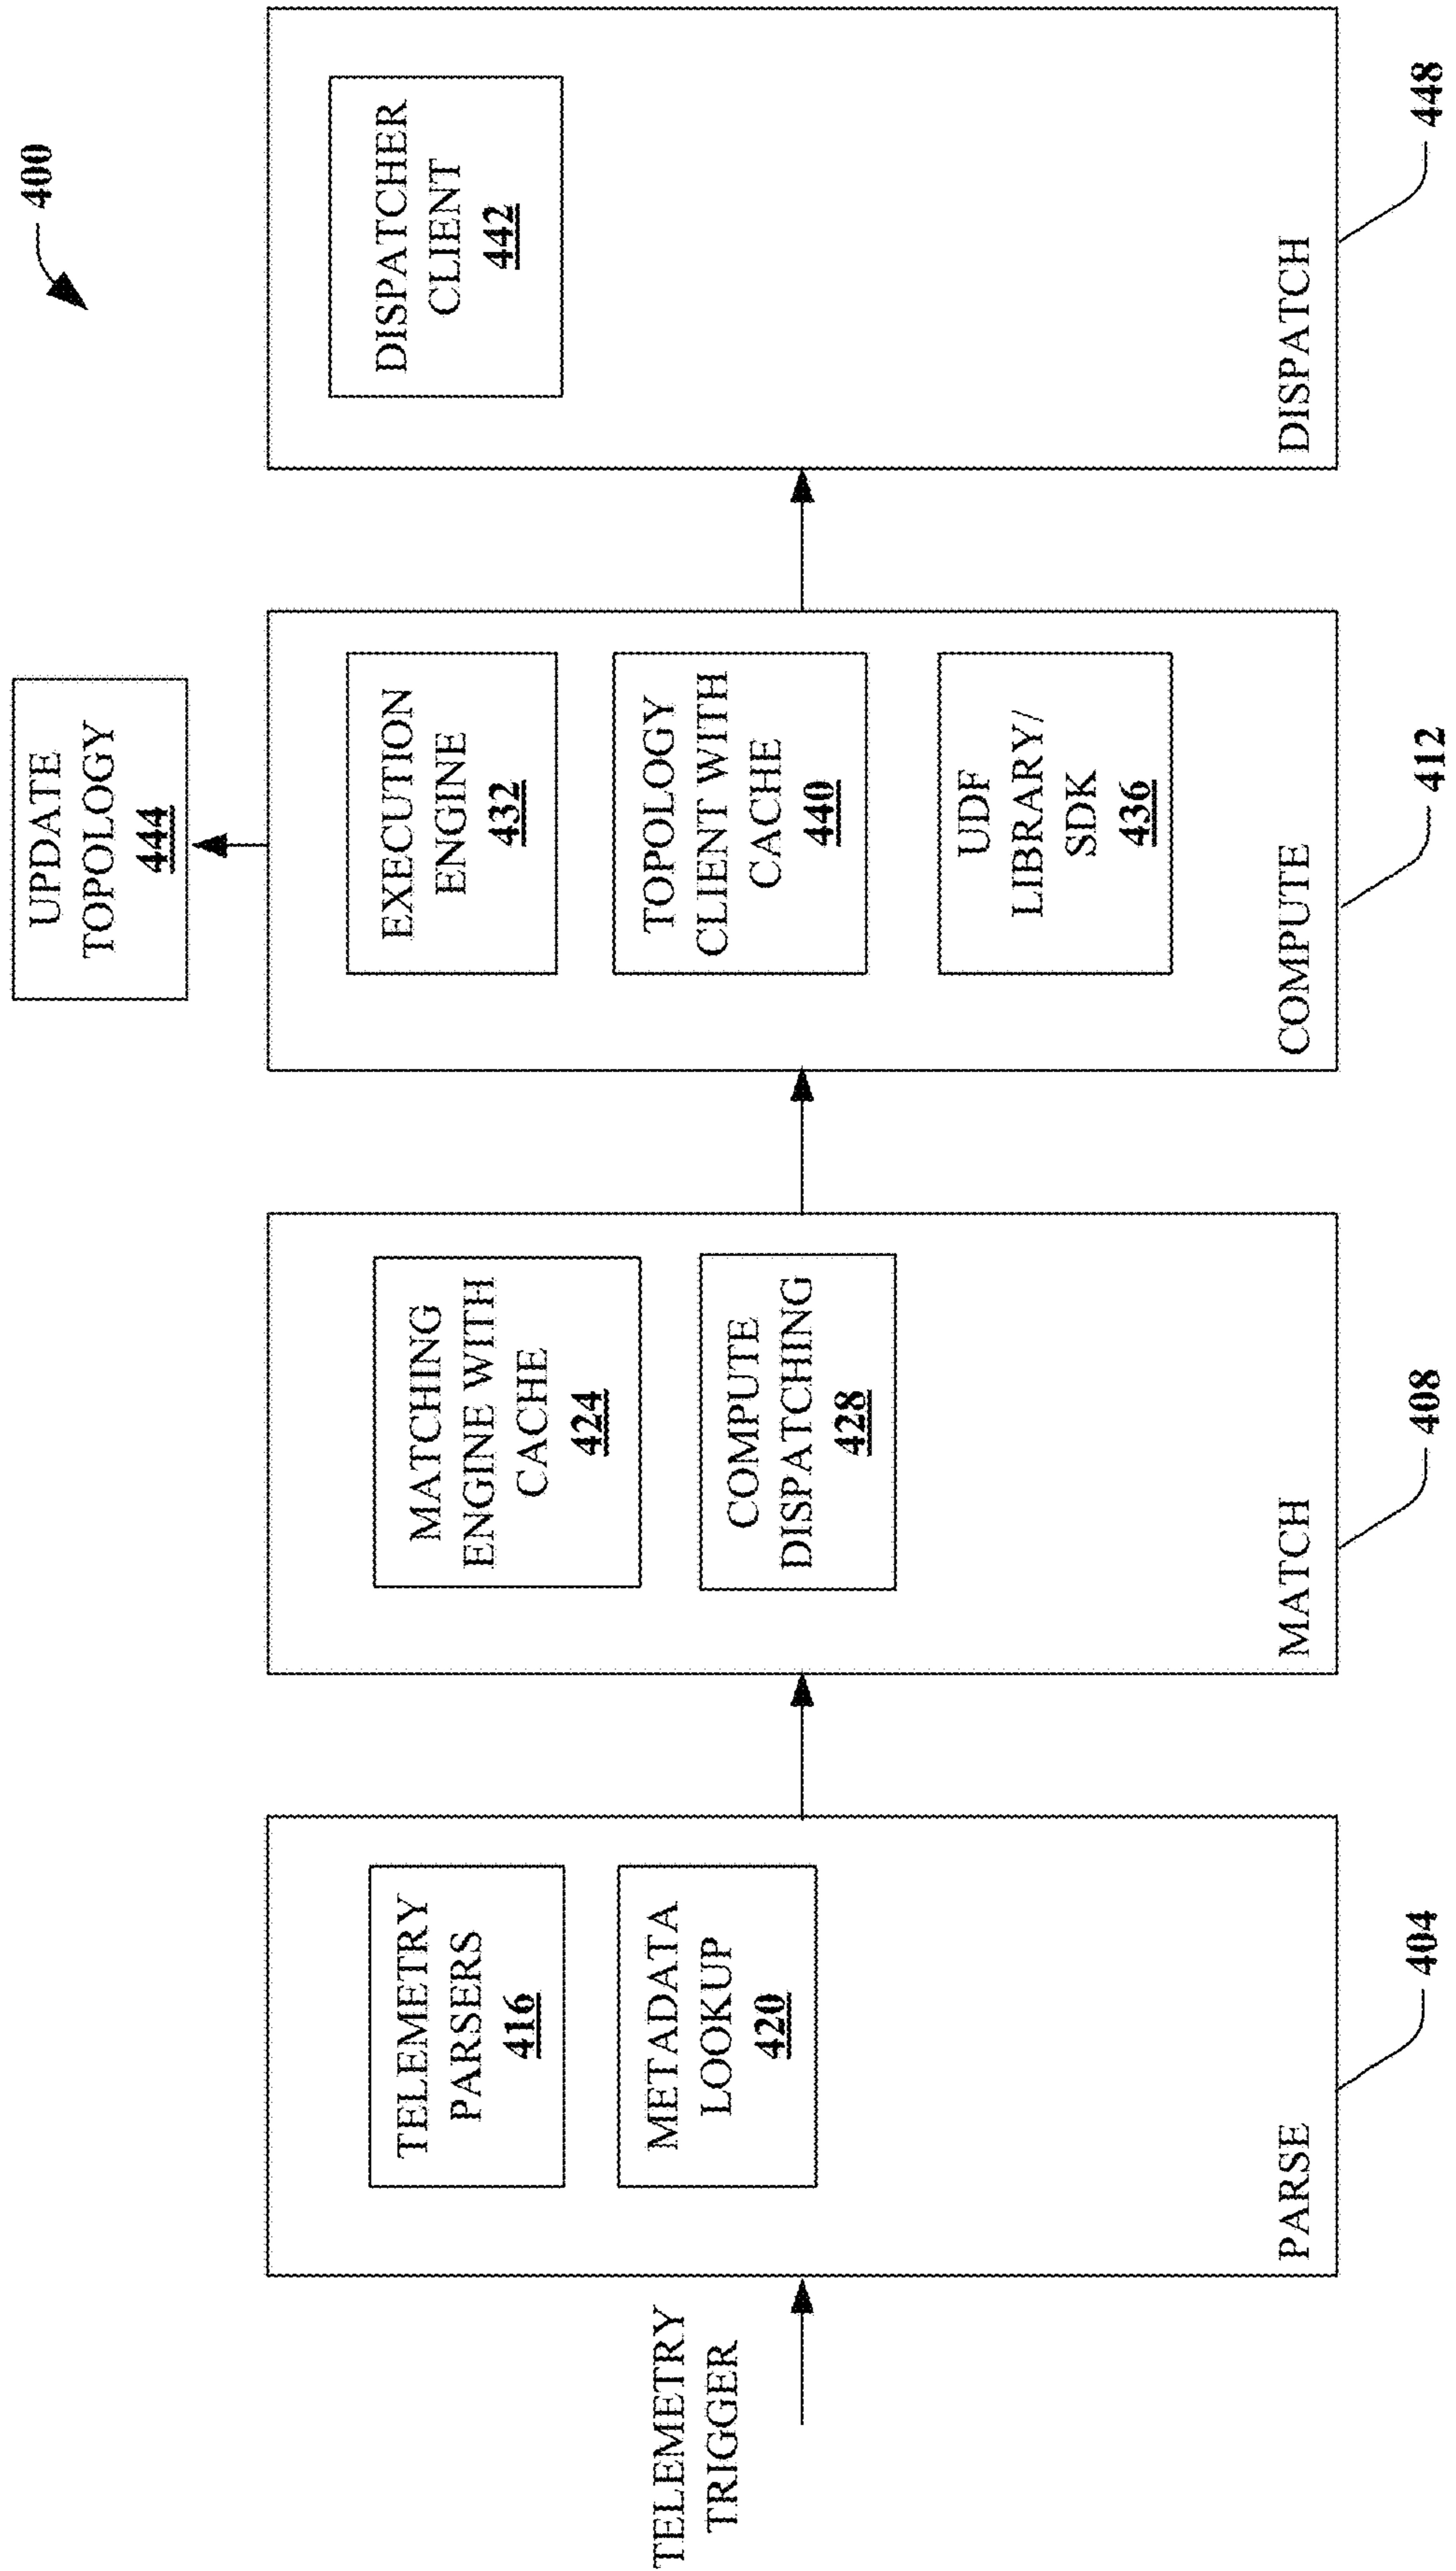 400
UPDATE
TOPOLOGY
444
TELEMETRY
TRIGGER
TELEMETRY
PARSERS
416
METADATA
LOOKUP
420
PARSE
404
MATCHING
ENGINE WITH
CACHE
424
COMPUTE
DISPATCHING
428
MATCH
408
EXECUTION
ENGINE
432
TOPOLOGY
CLIENT WITH
CACHE
440
UDF
LIBRARY/
SDK
436
COMPUTE
412
DISPATCHER
CLIENT
442
DISPATCH
448